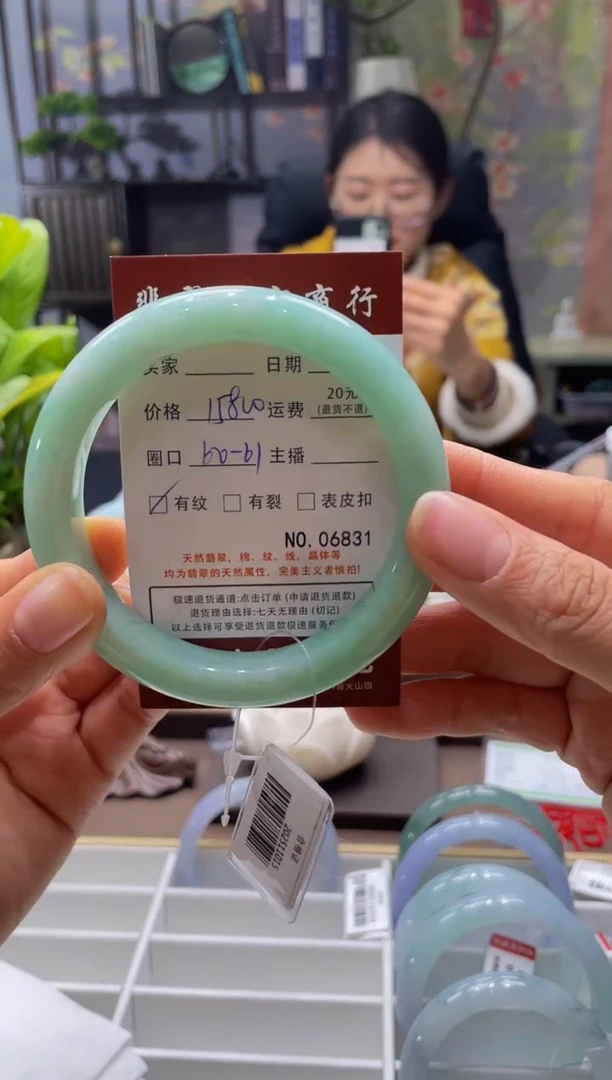 商行
卖家 日期
价格 15800 运费 20元 (退货不退)
圈口 60-61 主播
有纹 有裂 表皮扣
NO. 06831
天然翡翠，棉、纹、线、晶体等
均为翡翠的天然属性，完美主义者慎拍!
极速退货通道:点击订单 (申请退货退款)
退货理由选择:七天无理由 (切记)
以上选择可享受退货退款极速服务
合格证